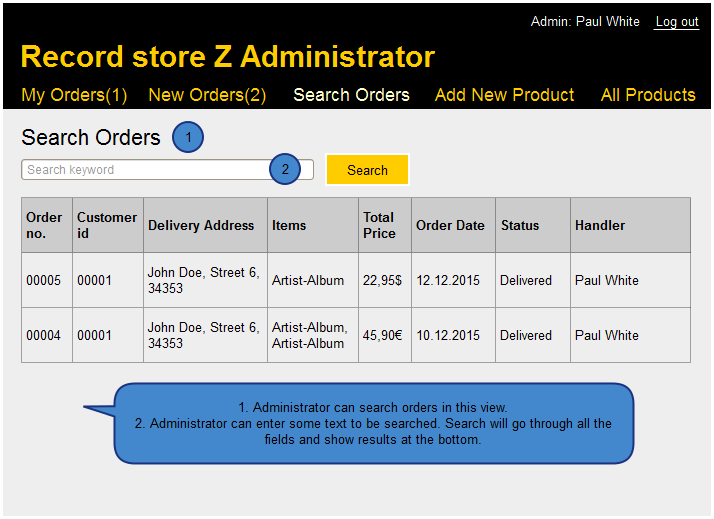 Admin: Paul White Log out
Record store Z Administrator
My Orders(1) New Orders(2) Search Orders Add New Product All Products
Search Orders 1
Search keyword 2 Search
Order no. Customer id Delivery Address Items Total Price Order Date Status Handler
00005 00001 John Doe, Street 6, 34353 Artist-Album 22,95$ 12.12.2015 Delivered Paul White
00004 00001 John Doe, Street 6, 34353 Artist-Album, Artist-Album 45,90€ 10.12.2015 Delivered Paul White
1. Administrator can search orders in this view.
2. Administrator can enter some text to be searched. Search will go through all the
fields and show results at the bottom.